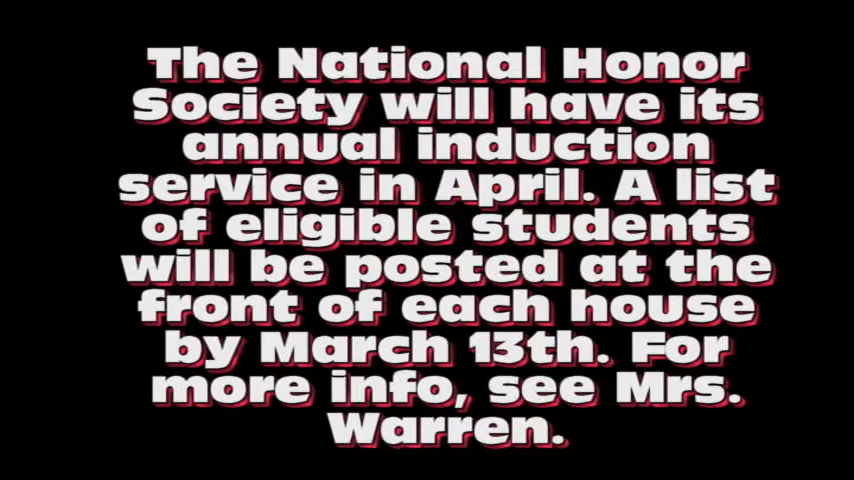 The National Honor
Society will have its
annual induction
service in April. A list
of eligible students
will be posted at the
front of each house
by March 13th. For
more info, see Mrs.
Warren.